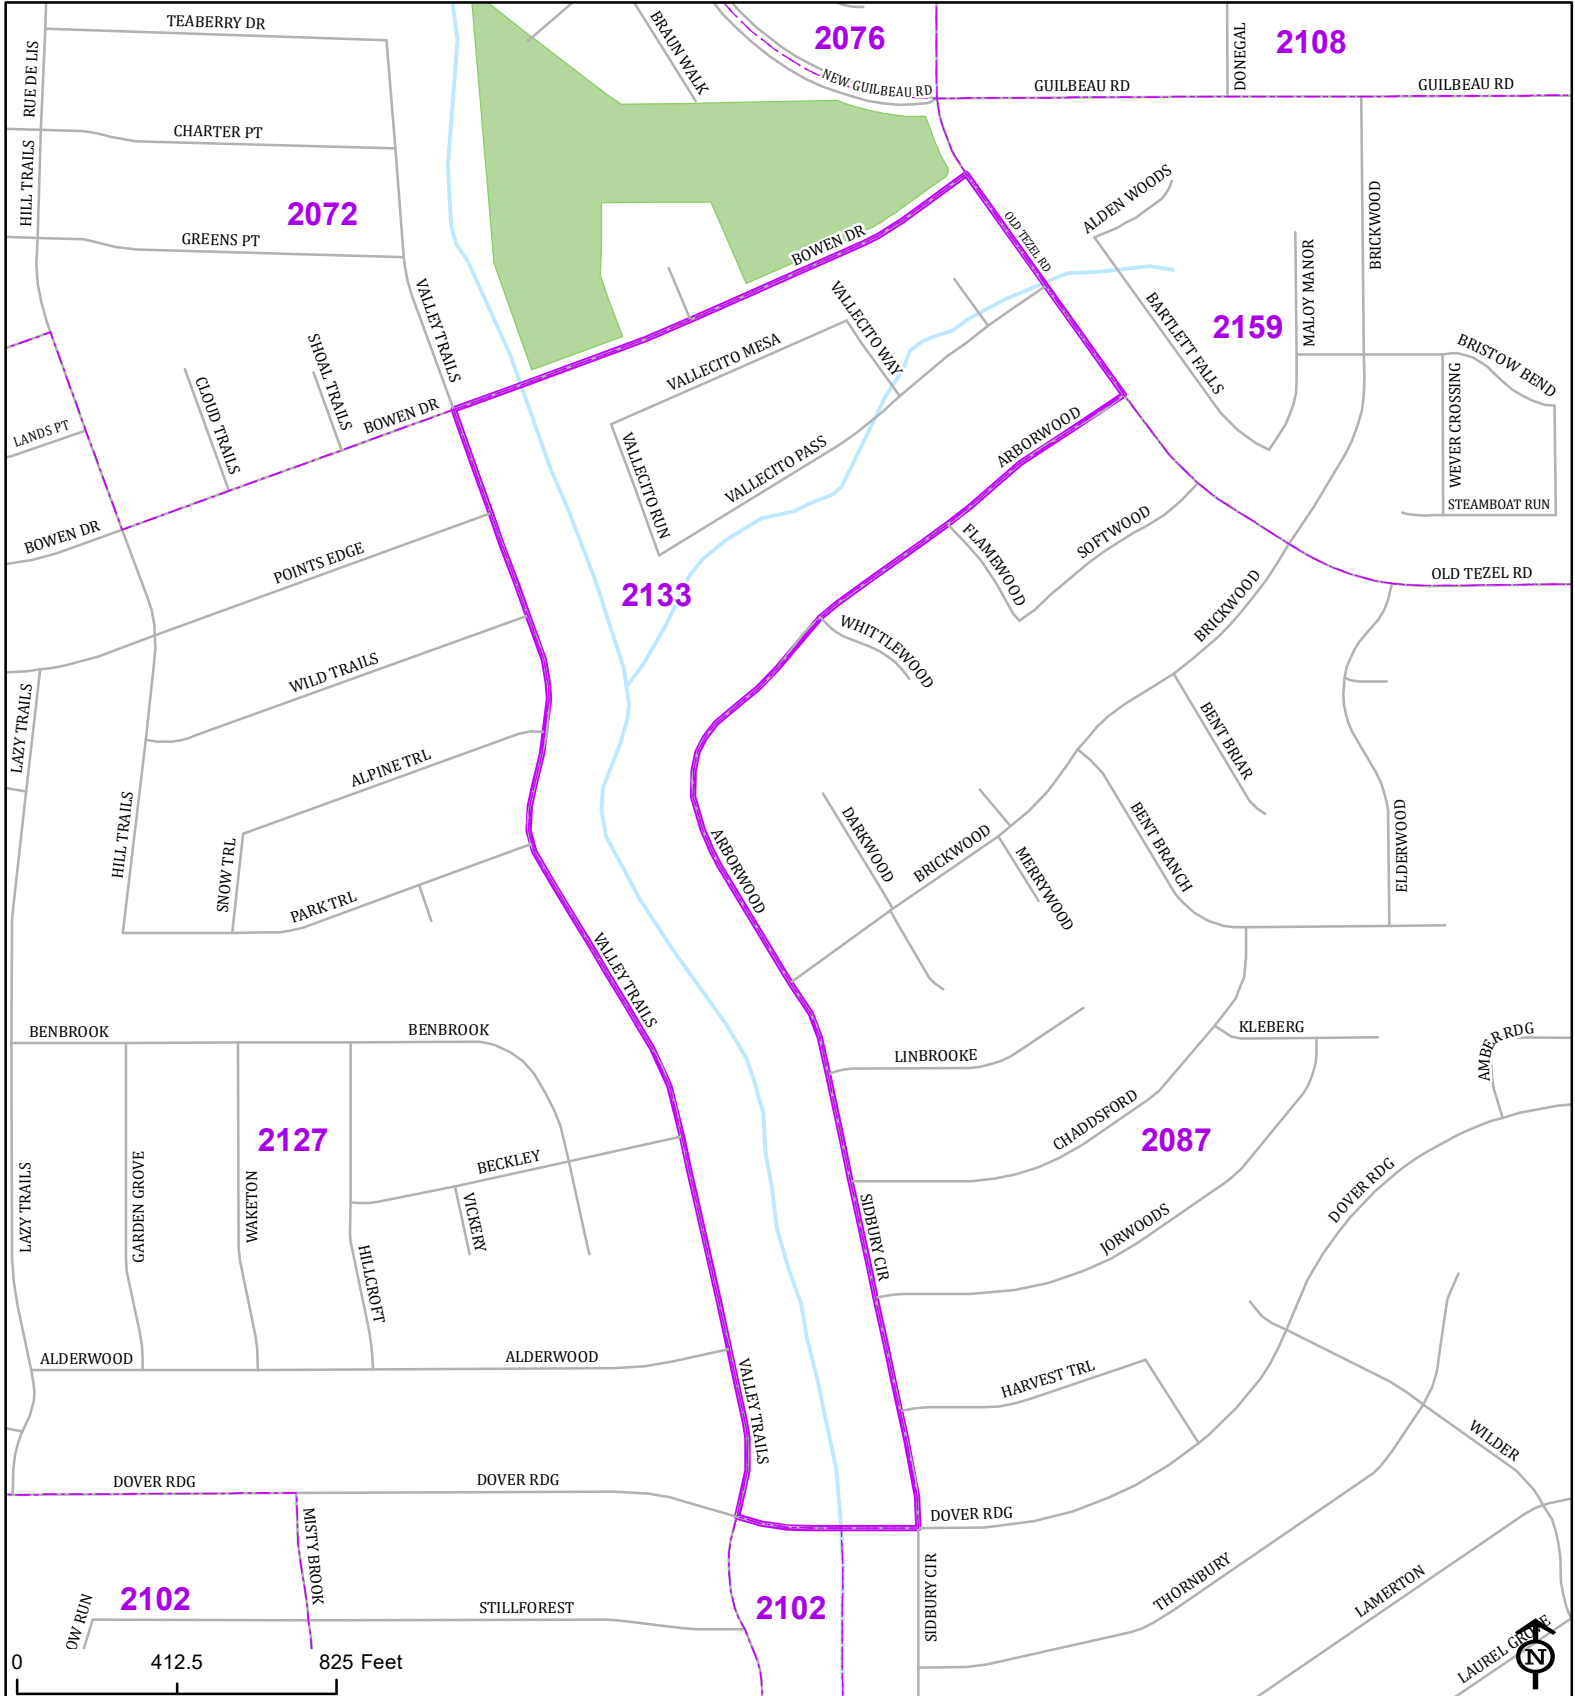 TEABERRY DR
RUE DE LIS
BRAUN WALK
2076
DONEGAL
2108
NEW GUILBEAU RD
GUILBEAU RD
GUILBEAU RD
CHARTER PT
HILL TRAILS
2072
GREENS PT
ALDEN WOODS
BRICKWOOD
OLD TEZEL RD
BOWEN DR
MALOY MANOR
VALLEY TRAILS
VALLECITO WAY
BARTLETT FALLS
2159
SHOAL TRAILS
VALLECITO MESA
BRISTOW BEND
CLOUD TRAILS
WEVER CROSSING
BOWEN DR
LANDS PT
ARBORWOOD
VALLECITO RUN
VALLECITO PASS
STEAMBOAT RUN
BOWEN DR
POINTS EDGE
FLAMEWOOD
SOFTWOOD
OLD TEZEL RD
2133
BRICKWOOD
WHITTLEWOOD
WILD TRAILS
LAZY TRAILS
BENT BRIAR
ALPINE TRL
HILL TRAILS
DARKWOOD
BENT BRANCH
ELDERWOOD
ARBORWOOD
BRICKWOOD
MERRYWOOD
SNOW TRL
PARK TRL
VALLEY TRAILS
BENBROOK
BENBROOK
KLEBERG
AMBER RDG
LINBROOKE
CHADDSFORD
2127
2087
BECKLEY
GARDEN GROVE
WAKETON
LAZY TRAILS
VICKERY
DOVER RDG
SIDBURY CIR
JORWOODS
HILLCROFT
ALDERWOOD
ALDERWOOD
HARVEST TRL
VALLEY TRAILS
WILDER
DOVER RDG
DOVER RDG
DOVER RDG
MISTY BROOK
2102
OW RUN
STILLFOREST
2102
SIDBURY CIR
THORNBURY
LAMERTON
LAUREL GROVE
N
0 412.5 825 Feet